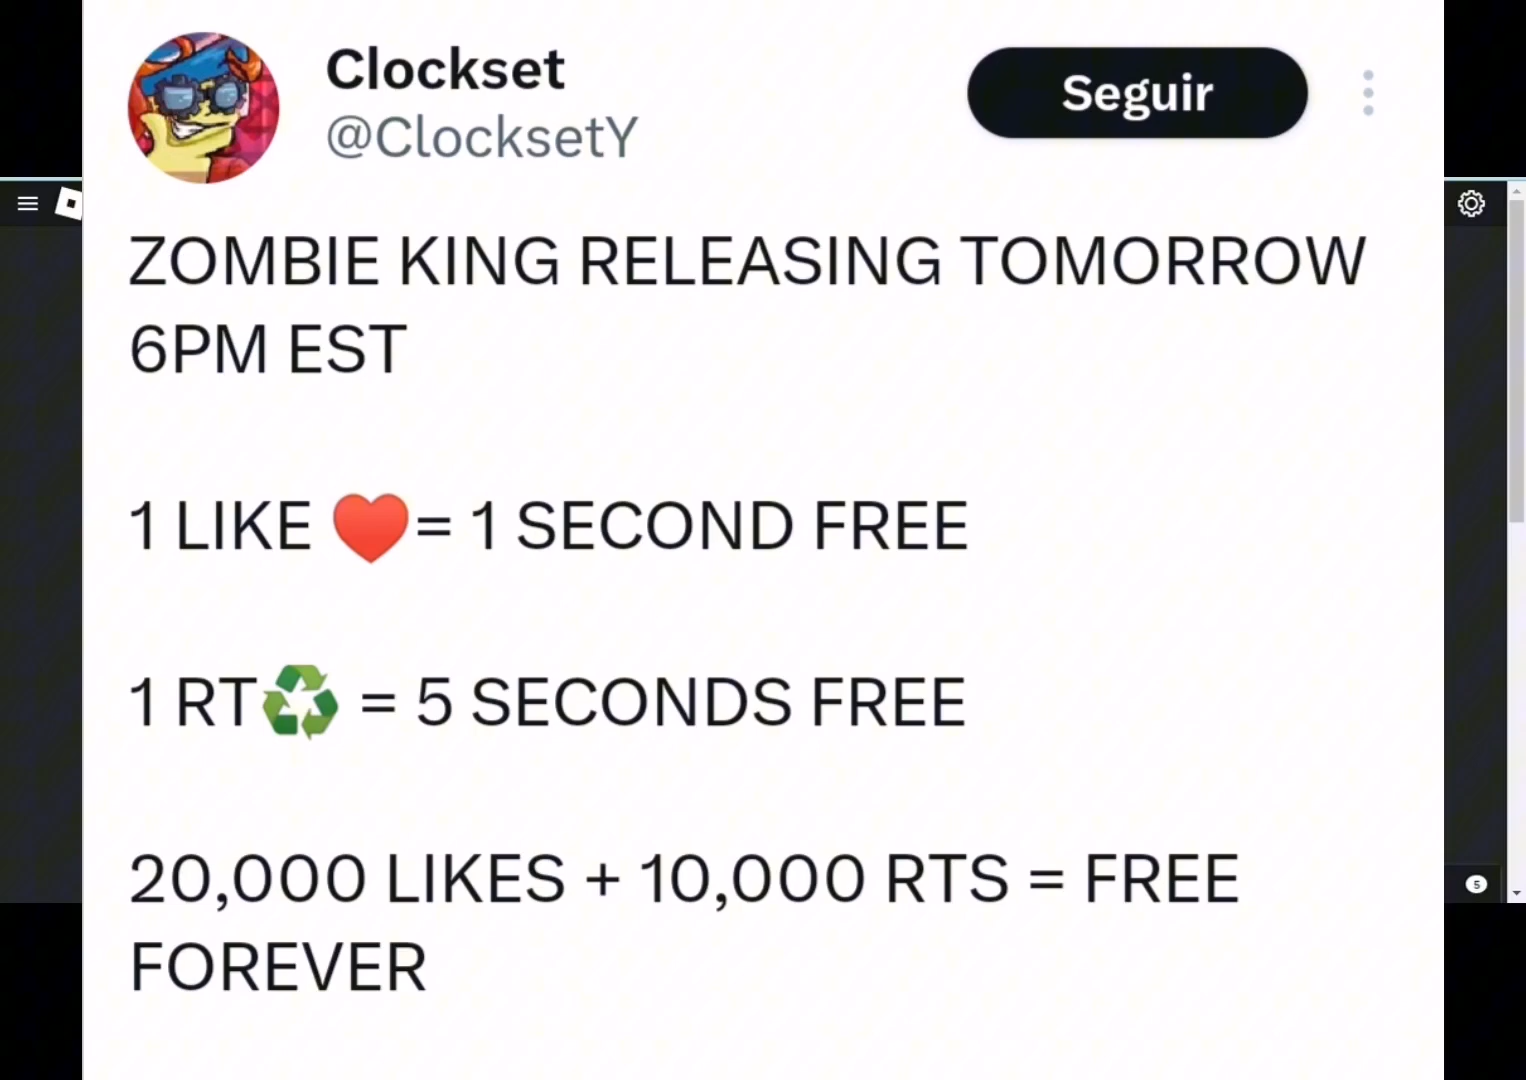 Clockset
@ClocksetY
Seguir
ZOMBIE KING RELEASING TOMORROW
6PM EST
1 LIKE ❤️= 1 SECOND FREE
1 RT♻️ = 5 SECONDS FREE
20,000 LIKES + 10,000 RTS = FREE
FOREVER
5